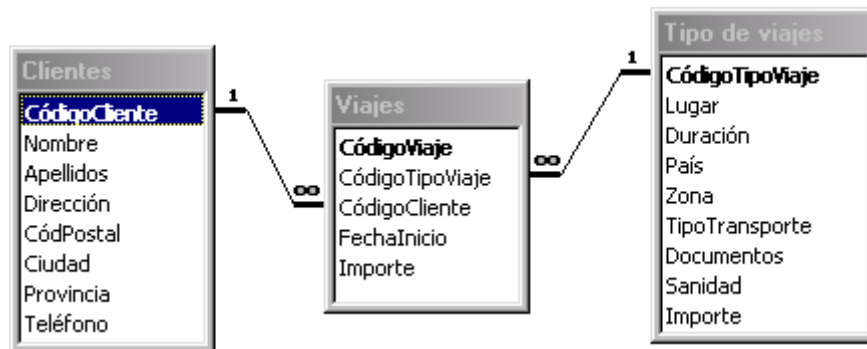 Clientes
CódigoCliente
Nombre
Apellidos
Dirección
CódPostal
Ciudad
Provincia
Teléfono
1
∞
Viajes
CódigoViaje
CódigoTipoViaje
CódigoCliente
FechaInicio
Importe
∞
1
Tipo de viajes
CódigoTipoViaje
Lugar
Duración
País
Zona
TipoTransporte
Documentos
Sanidad
Importe